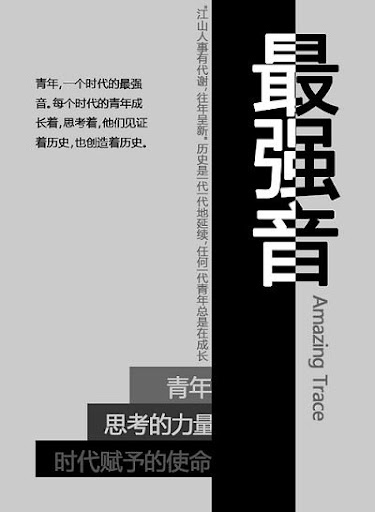 最强音
Amazing Trace
"江山人事有代谢,往年呈新。历史是一代一代地延续,任何一代青年总是在成长
青年,一个时代的最强
音。每个时代的青年成
长着,思考着,他们见证
着历史,也创造着历史。
青年
思考的力量
时代赋予的使命